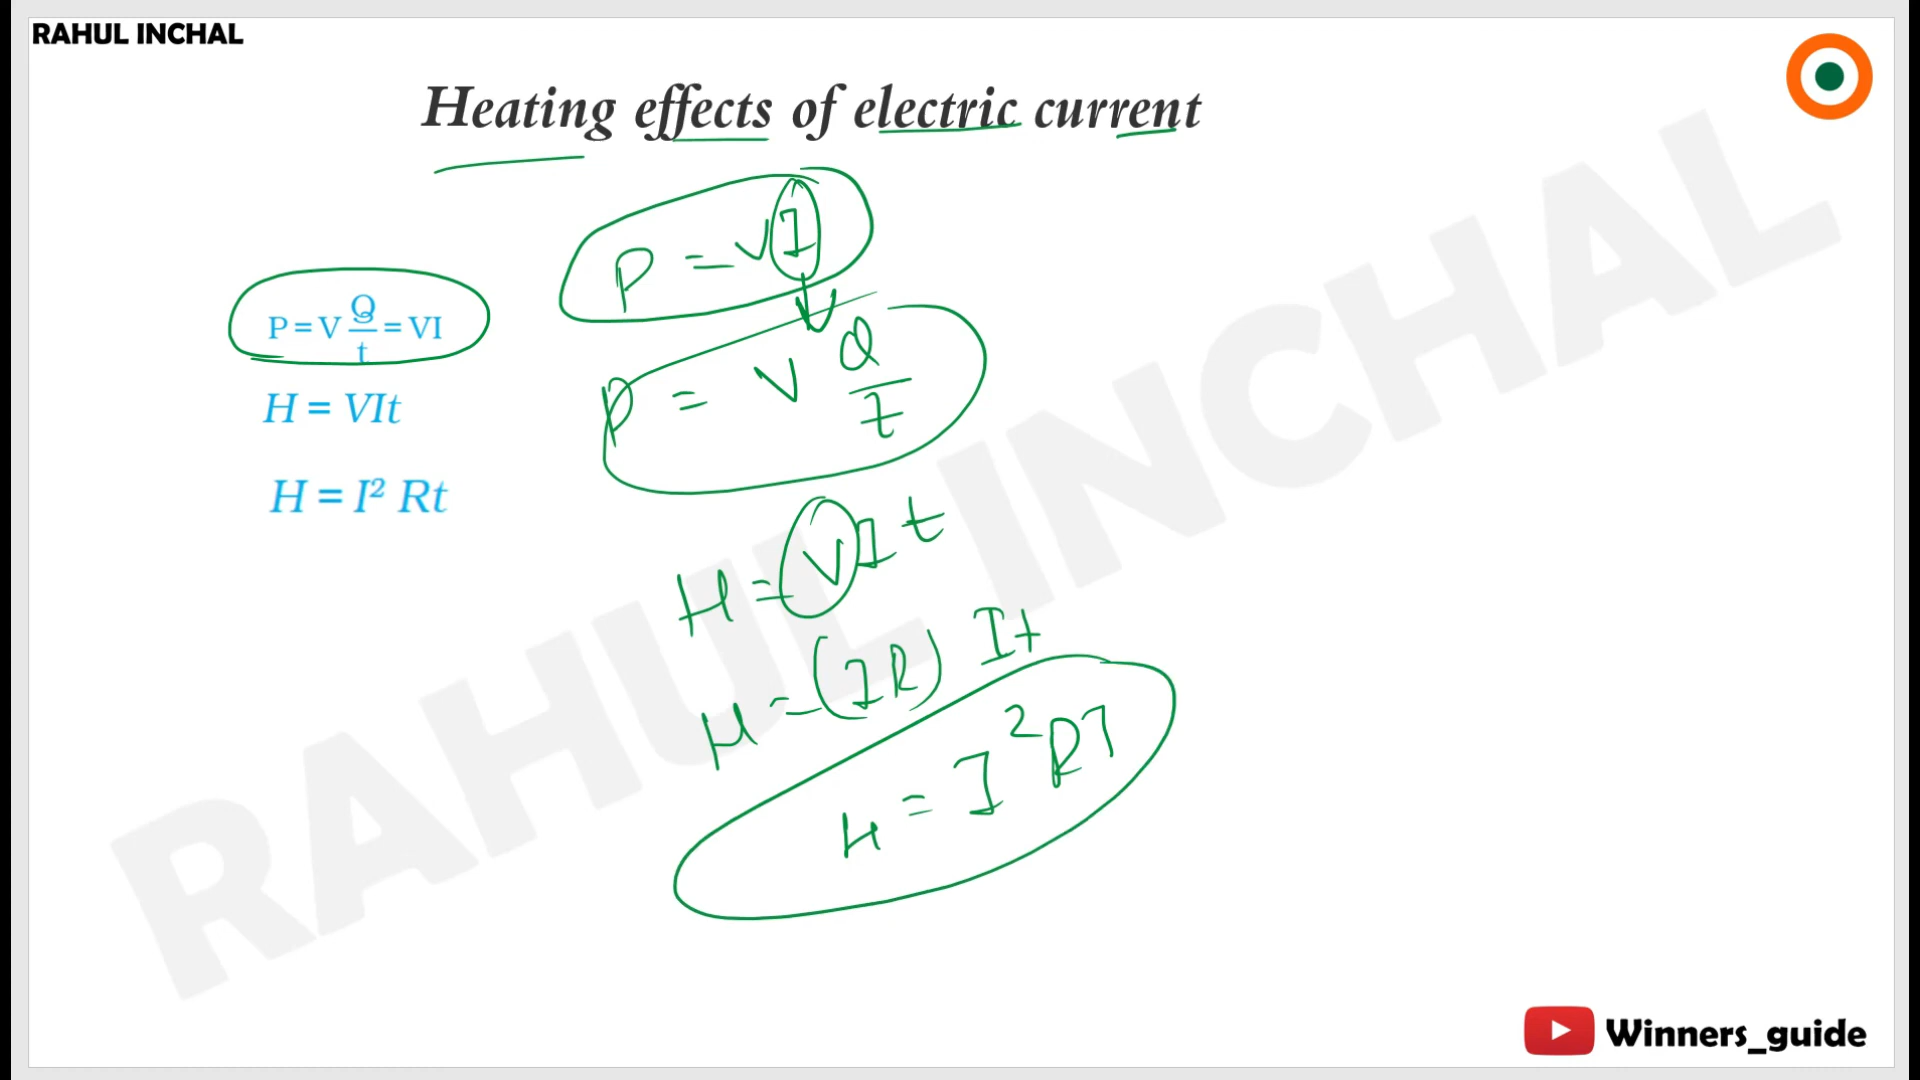 RAHUL INCHAL
Heating effects of electric current
P = VI
P = V Q/t = VI
P = V Q/t
H = VIt
H = I² Rt
H = VIt
H = (IR) It
H = I²RT
RAHUL INCHAL
Winners_guide